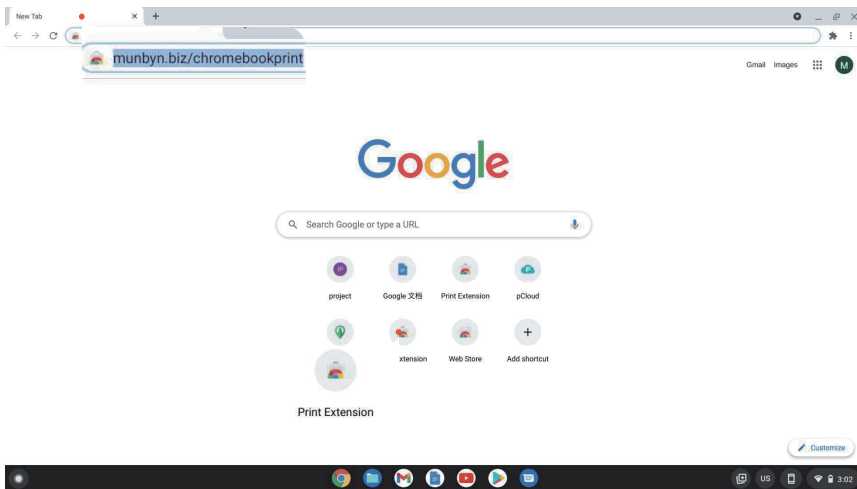 New Tab
munbyn.biz/chromebookprint
Gmail Images
M
Google
Search Google or type a URL
project Google 文档 Print Extension pCloud
xtension Web Store Add shortcut
Print Extension
Customize
US 3:02